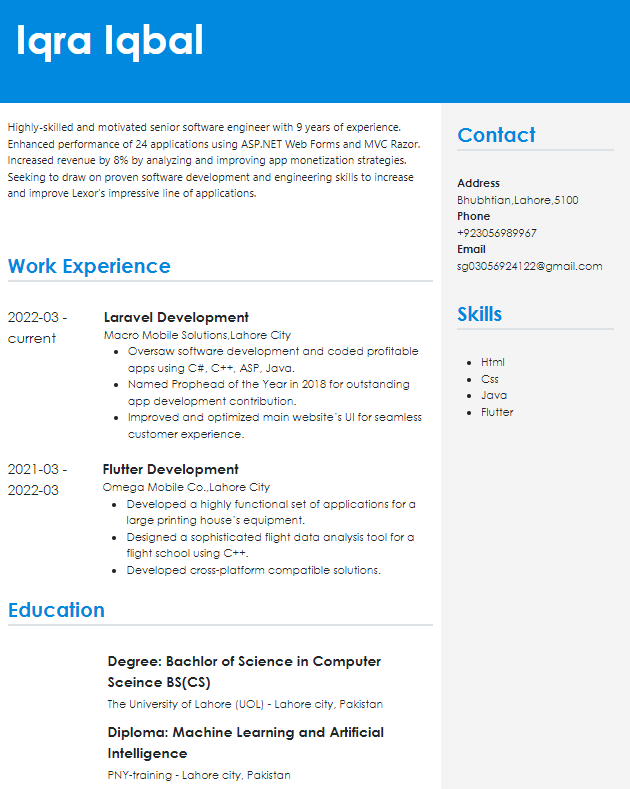 Iqra Iqbal
Highly-skilled and motivated senior software engineer with 9 years of experience.
Enhanced performance of 24 applications using ASP.NET Web Forms and MVC Razor.
Increased revenue by 8% by analyzing and improving app monetization strategies.
Seeking to draw on proven software development and engineering skills to increase
and improve Lexor's impressive line of applications.
Work Experience
2022-03 -
current
Laravel Development
Macro Mobile Solutions,Lahore City
• Oversaw software development and coded profitable
apps using C#, C++, ASP, Java.
• Named Prophead of the Year in 2018 for outstanding
app development contribution.
• Improved and optimized main website´s UI for seamless
customer experience.
2021-03 -
2022-03
Flutter Development
Omega Mobile Co.,Lahore City
• Developed a highly functional set of applications for a
large printing house´s equipment.
• Designed a sophisticated flight data analysis tool for a
flight school using C++.
• Developed cross-platform compatible solutions.
Education
Degree: Bachlor of Science in Computer
Sceince BS(CS)
The University of Lahore (UOL) - Lahore city, Pakistan
Diploma: Machine Learning and Artificial
Intelligence
PNY-training - Lahore city, Pakistan
Contact
Address
Bhubhtian,Lahore,5100
Phone
+923056989967
Email
sg03056924122@gmail.com
Skills
• Html
• Css
• Java
• Flutter